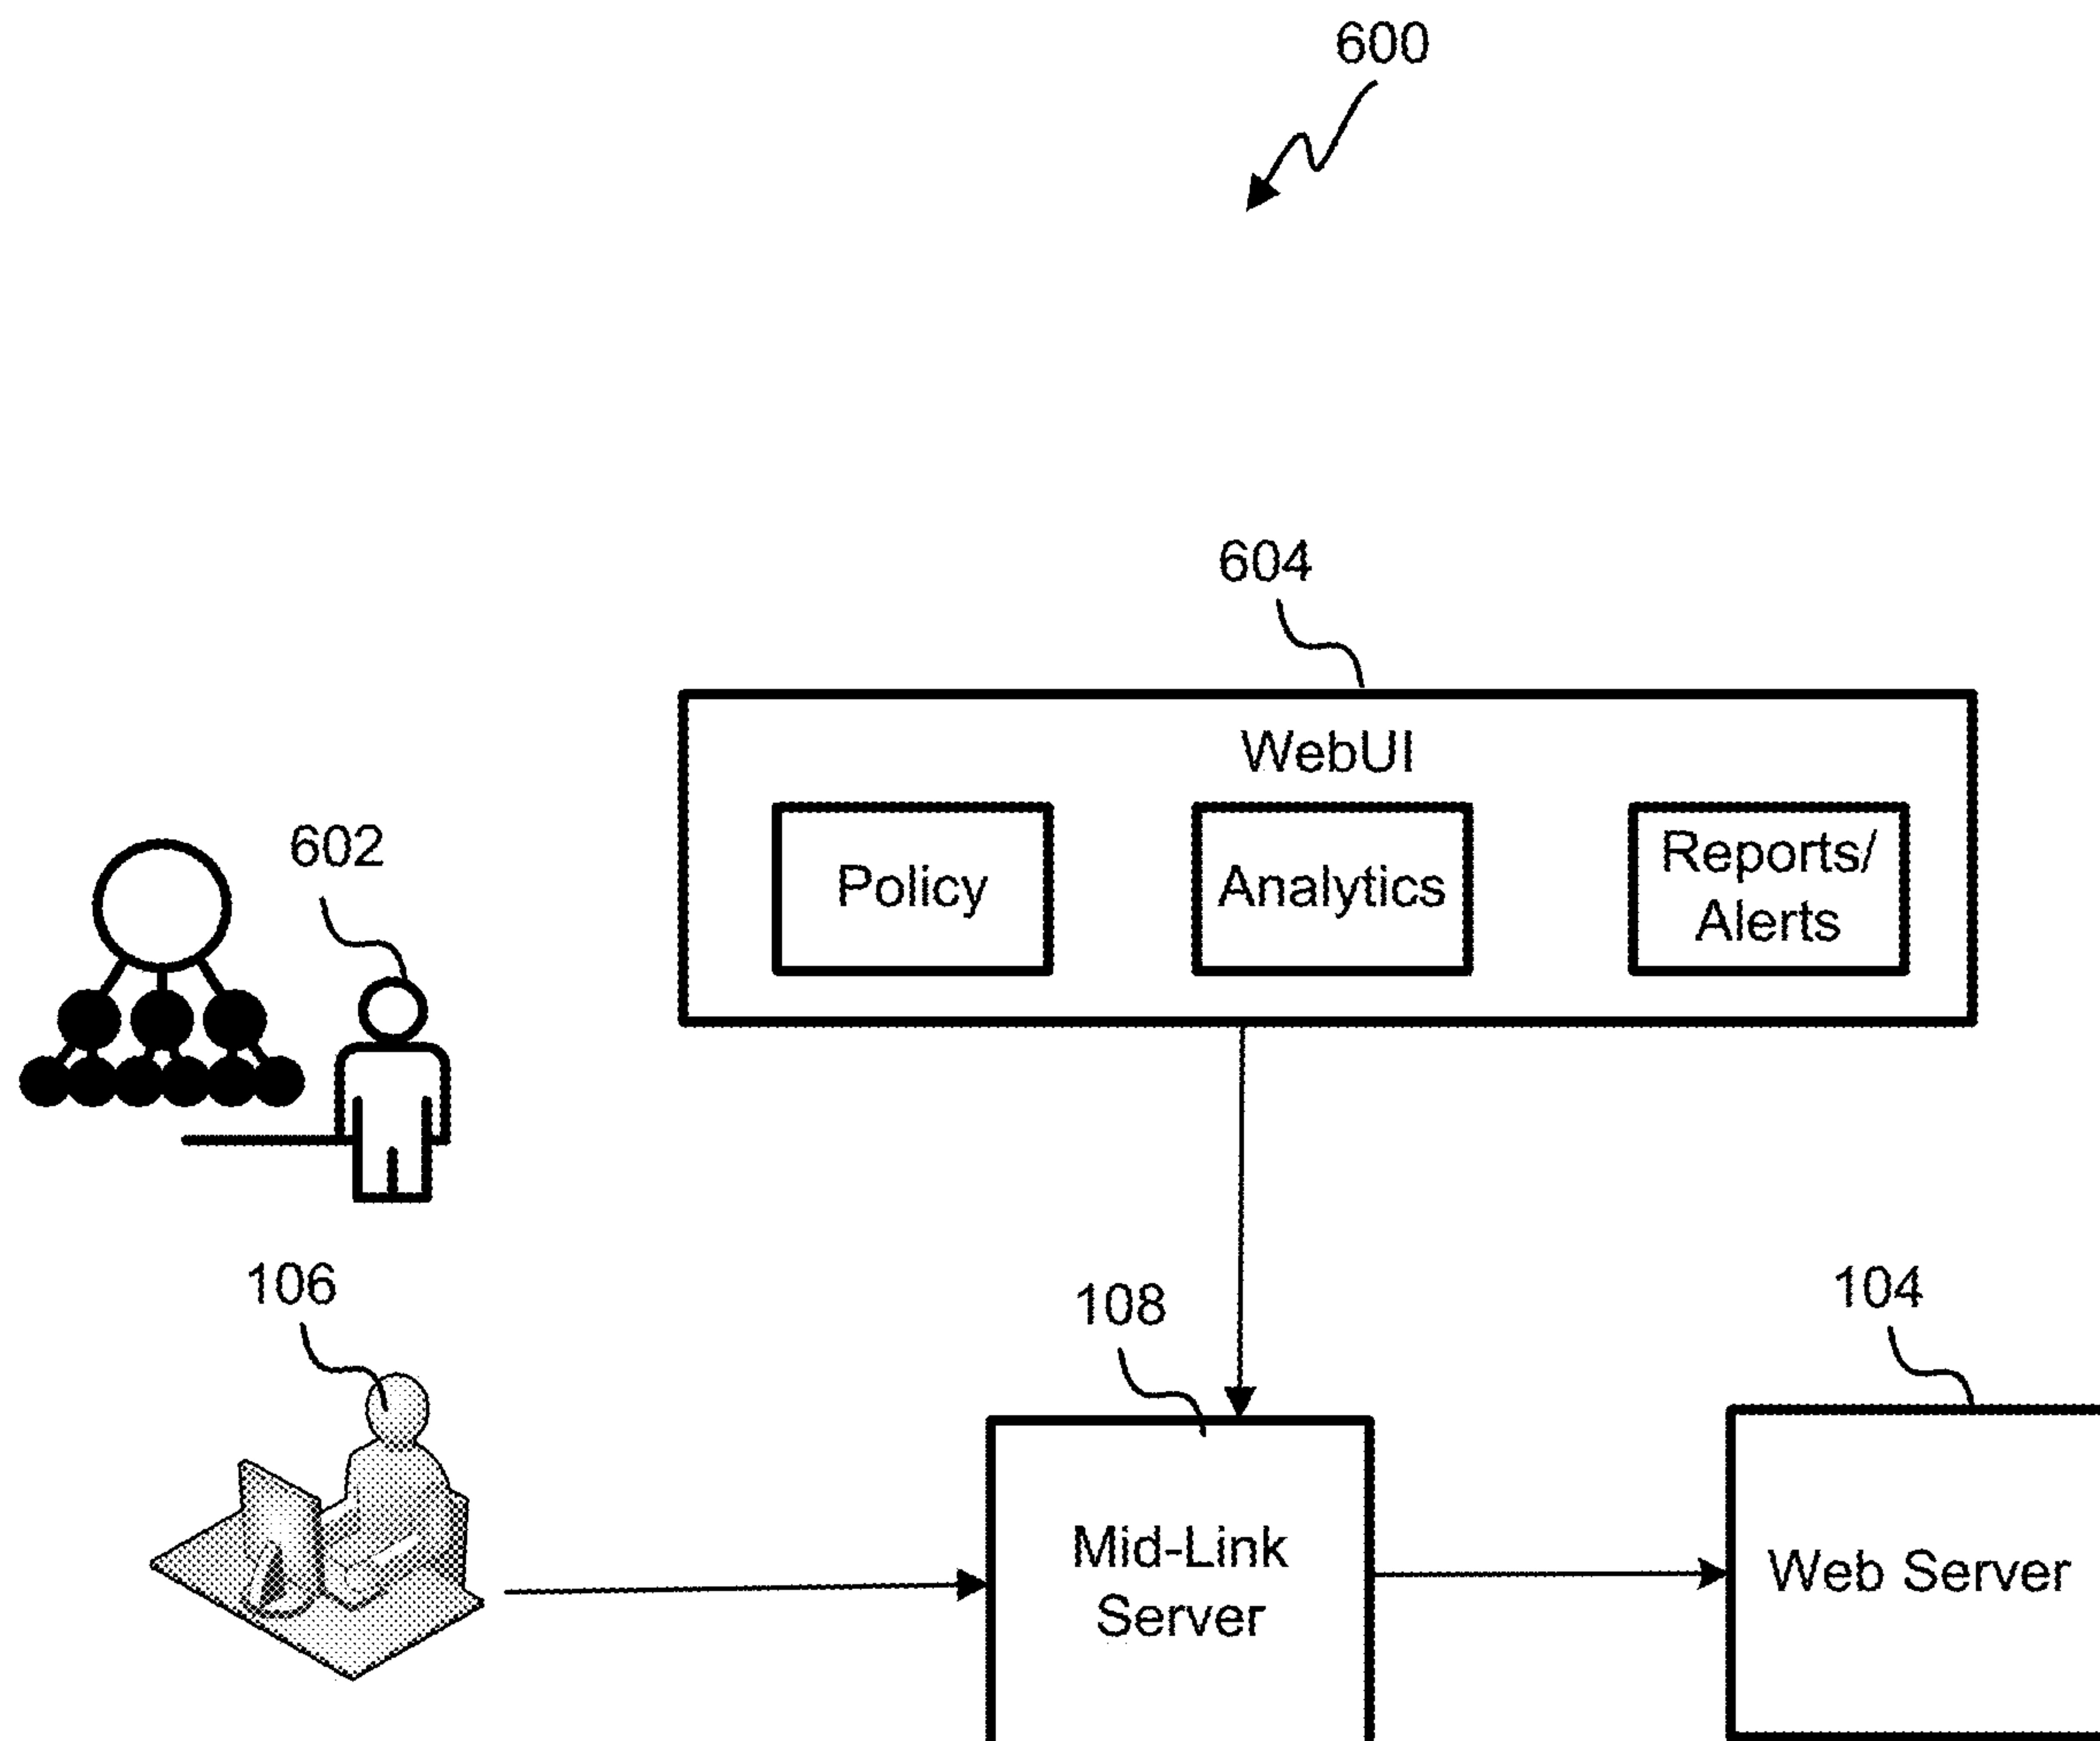 600
604
WebUI
602
Policy
Analytics
Reports/
Alerts
106
108
104
Mid-Link
Server
Web Server